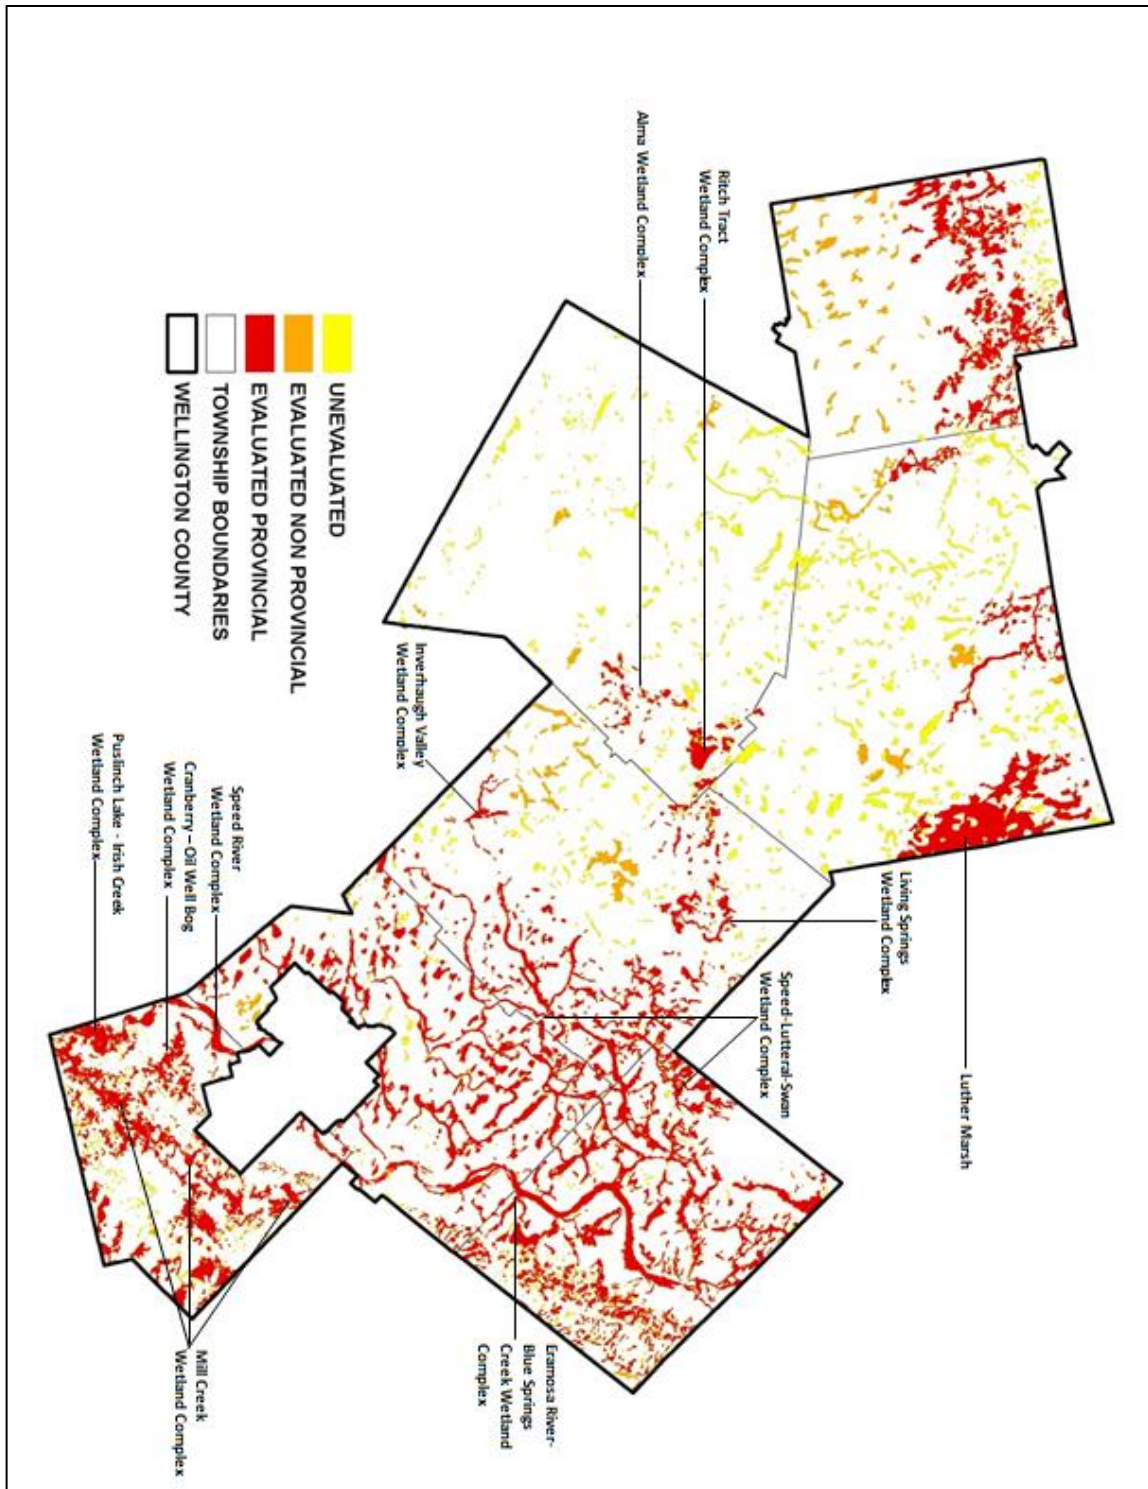 Alma Wetland Complex
Ritch Tract
Wetland Complex
Luther Marsh
Living Springs
Wetland Complex
Speed-Lutteral-Swan
Wetland Complex
Inverhaugh Valley
Wetland Complex
Speed River
Wetland Complex
Cranberry – Oil Well Bog
Wetland Complex
Puslinch Lake - Irish Creek
Wetland Complex
Eramosa River-
Blue Springs
Creek Wetland
Complex
Mill Creek
Wetland Complex
UNEVALUATED
EVALUATED NON PROVINCIAL
EVALUATED PROVINCIAL
TOWNSHIP BOUNDARIES
WELLINGTON COUNTY